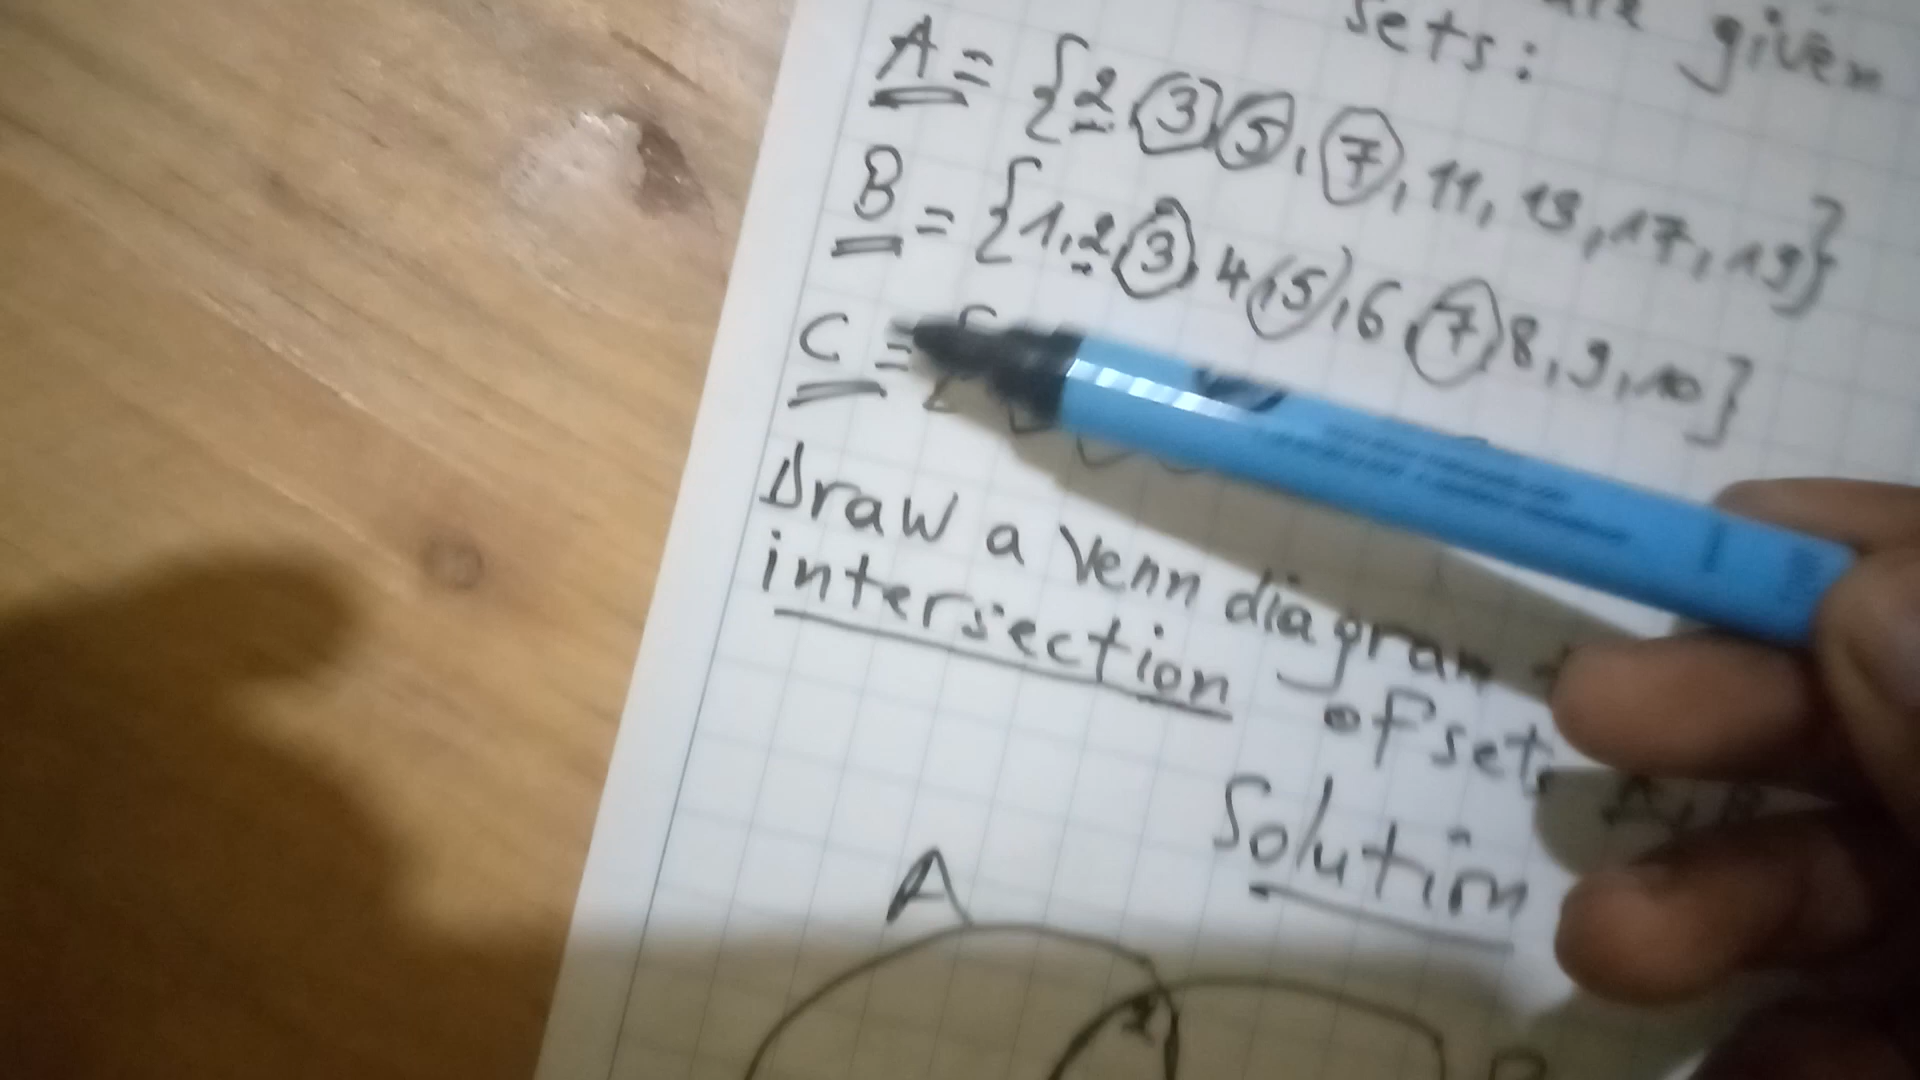 given
sets:
A = {2, 3, 5, 7, 11, 13, 17, 19}
B = {1, 2, 3, 4, 5, 6, 7, 8, 9, 10}
C = {
Draw a Venn diagram
intersection of sets
Solution
A
2
B